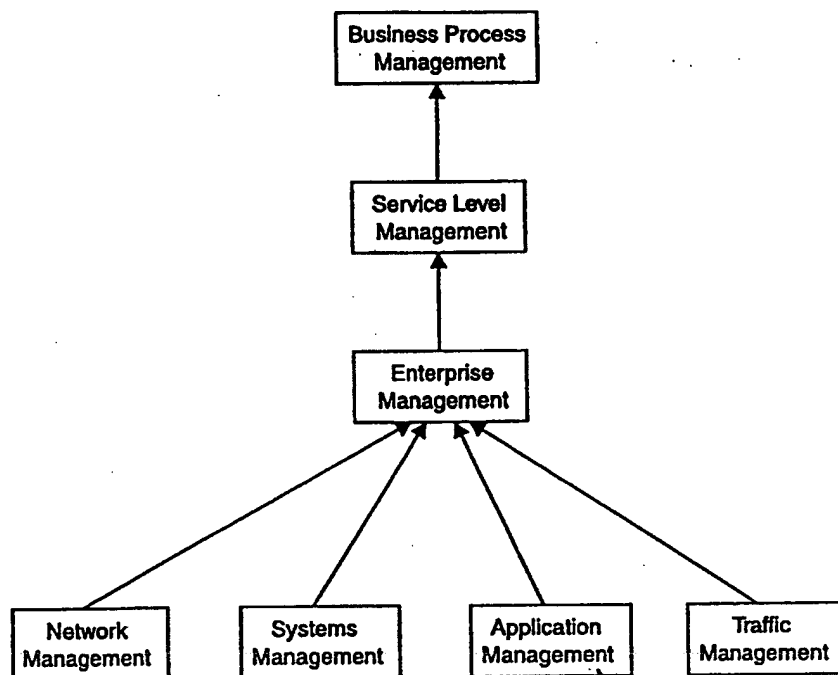 Business Process
Management
Service Level
Management
Enterprise
Management
Network
Management
Systems
Management
Application
Management
Traffic
Management